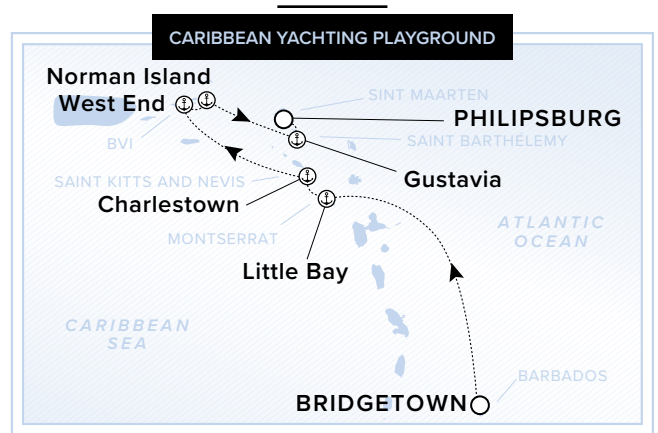 CARIBBEAN YACHTING PLAYGROUND
Norman Island
West End
SINT MAARTEN
PHILIPSBURG
BVI
SAINT BARTHÉLEMY
SAINT KITTS AND NEVIS
Gustavia
Charlestown
MONTSERRAT
ATLANTIC
OCEAN
Little Bay
CARIBBEAN
SEA
BARBADOS
BRIDGETOWN